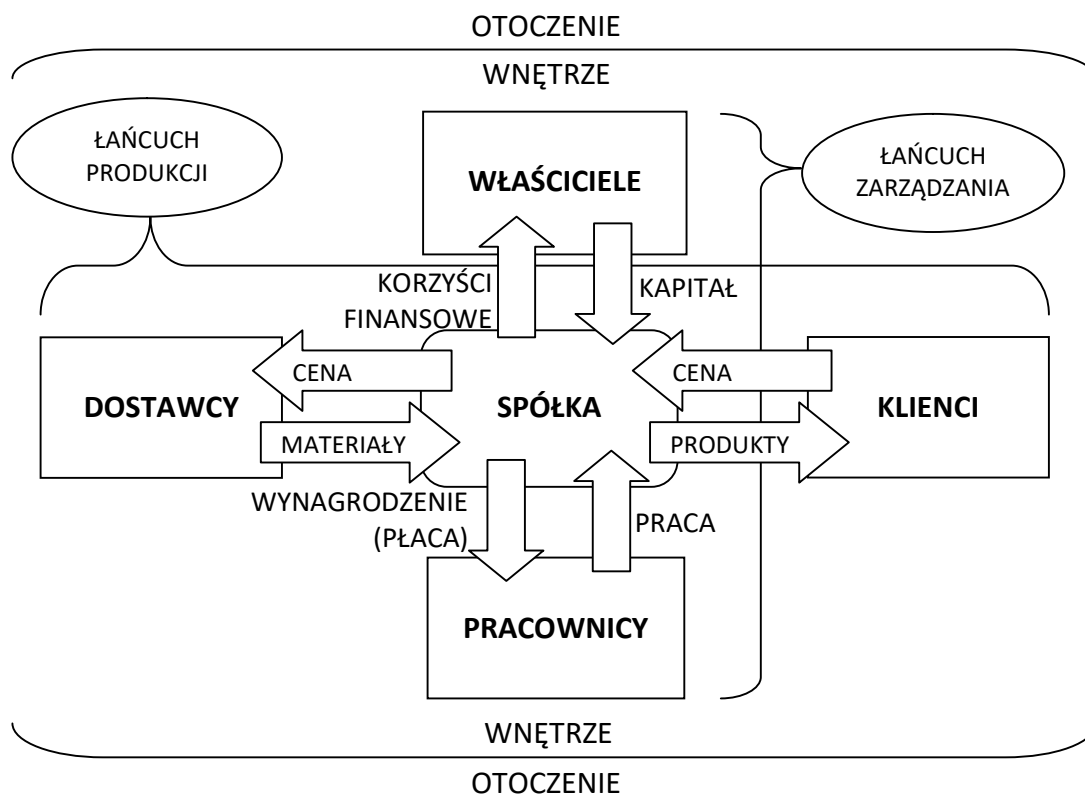 OTOCZENIE
WNĘTRZE
ŁAŃCUCH
PRODUKCJI
ŁAŃCUCH
ZARZĄDZANIA
WŁAŚCICIELE
KORZYŚCI
FINANSOWE
KAPITAŁ
DOSTAWCY
CENA
MATERIAŁY
SPÓŁKA
CENA
PRODUKTY
KLIENCI
WYNAGRODZENIE
(PŁACA)
PRACA
PRACOWNICY
WNĘTRZE
OTOCZENIE